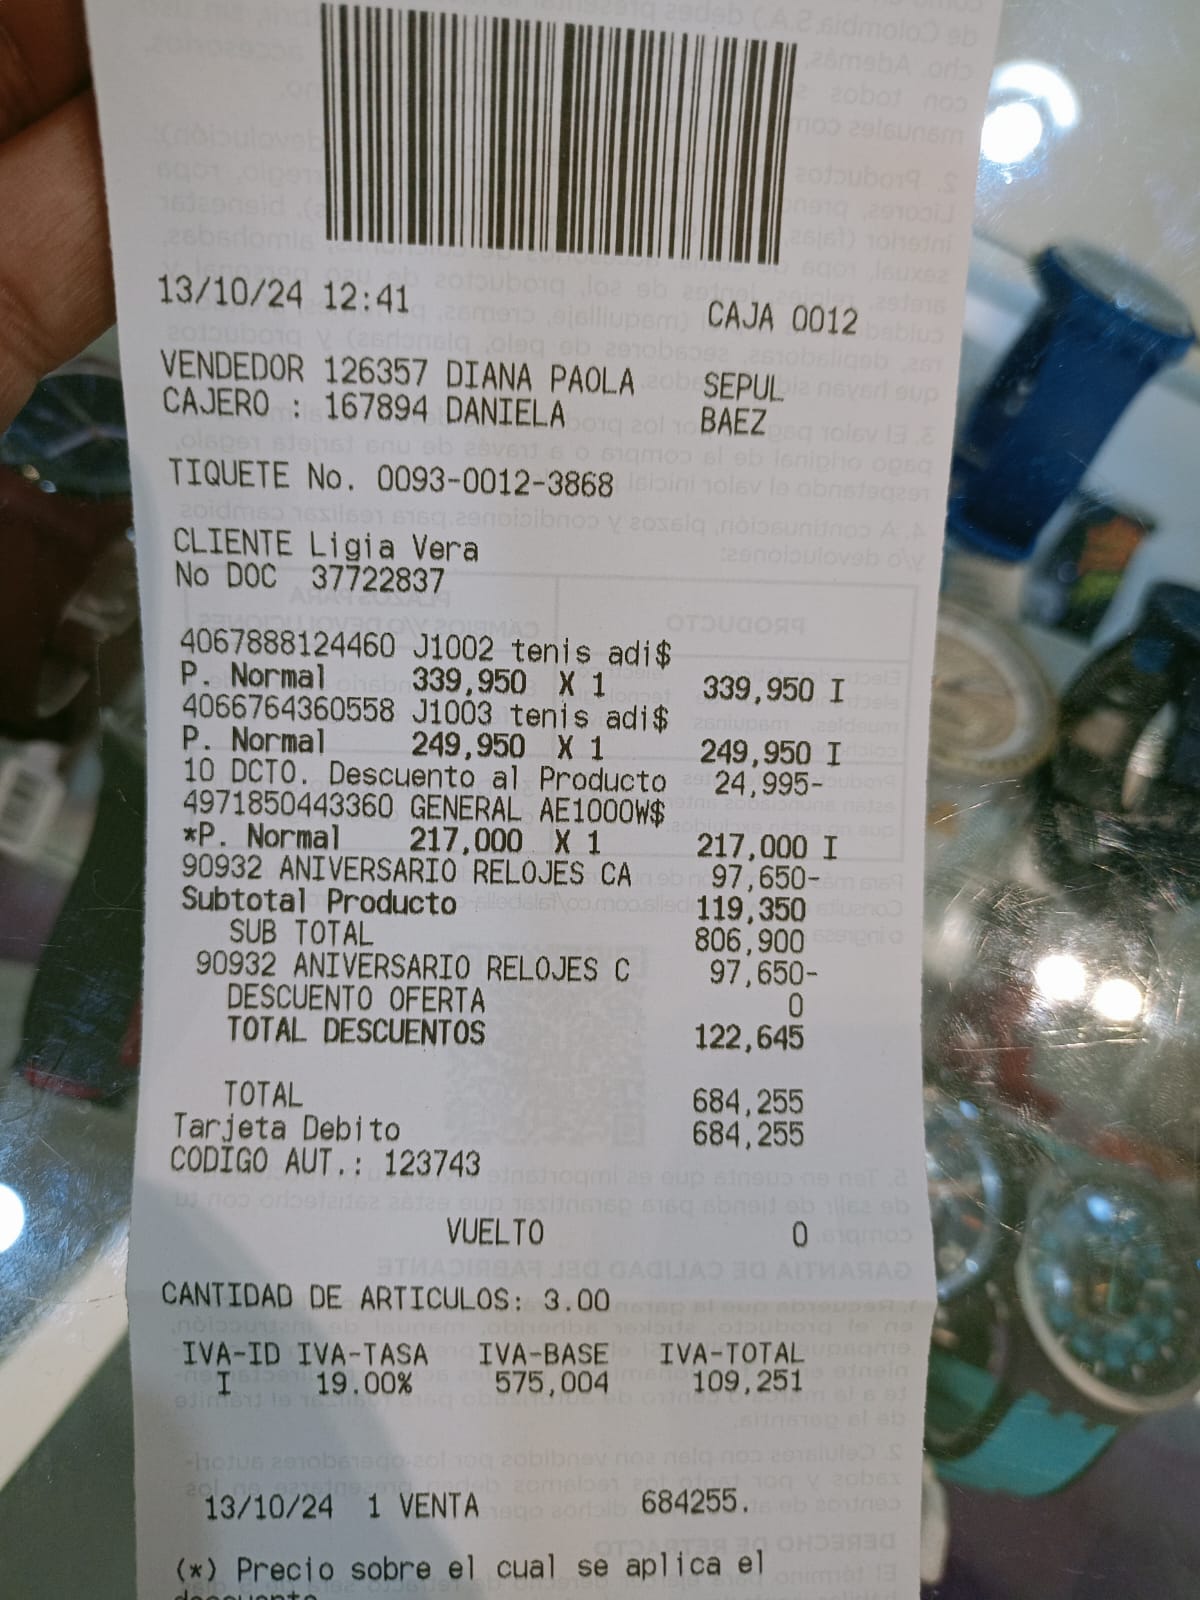 13/10/24 12:41 CAJA 0012
VENDEDOR 126357 DIANA PAOLA SEPUL
CAJERO : 167894 DANIELA BAEZ
TIQUETE No. 0093-0012-3868
CLIENTE Ligia Vera
No DOC 37722837
4067888124460 J1002 tenis adi$
P. Normal 339,950 X 1 339,950 I
4066764360558 J1003 tenis adi$
P. Normal 249,950 X 1 249,950 I
10 DCTO. Descuento al Producto 24,995-
4971850443360 GENERAL AE1000W$
*P. Normal 217,000 X 1 217,000 I
90932 ANIVERSARIO RELOJES CA 97,650-
Subtotal Producto 119,350
SUB TOTAL 806,900
90932 ANIVERSARIO RELOJES C 97,650-
DESCUENTO OFERTA 0
TOTAL DESCUENTOS 122,645
TOTAL 684,255
Tarjeta Debito 684,255
CODIGO AUT.: 123743
VUELTO 0
CANTIDAD DE ARTICULOS: 3.00
IVA-ID IVA-TASA IVA-BASE IVA-TOTAL
I 19.00% 575,004 109,251
13/10/24 1 VENTA 684255.
(*) Precio sobre el cual se aplica el